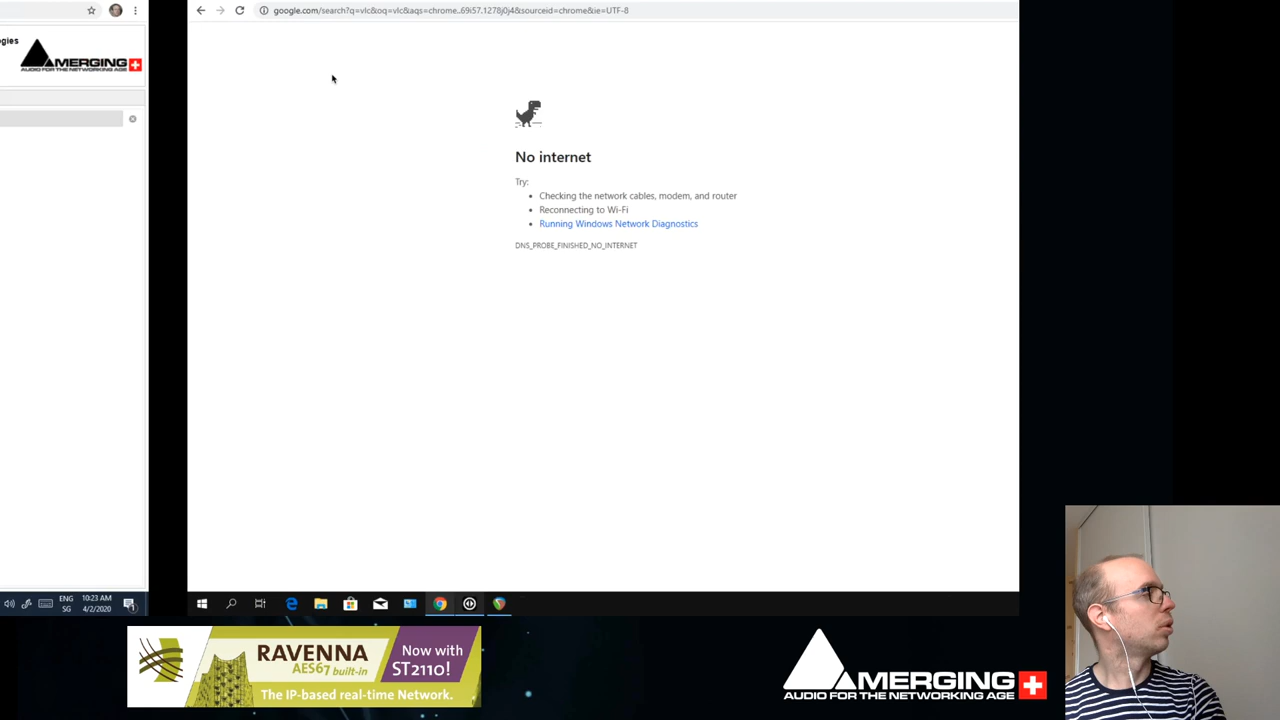 google.com/search?q=vlc&oq=vlc&aqs=chrome..69i57.1278j0j4&sourceid=chrome&ie=UTF-8
gies
MERGING
AUDIO FOR THE NETWORKING AGE
No internet
Try:
Checking the network cables, modem, and router
Reconnecting to Wi-Fi
Running Windows Network Diagnostics
DNS_PROBE_FINISHED_NO_INTERNET
ENG
SG
10:23 AM
4/2/2020
RAVENNA
AES67 built-in
Now with
ST2110!
The IP-based real-time Network.
MERGING
AUDIO FOR THE NETWORKING AGE